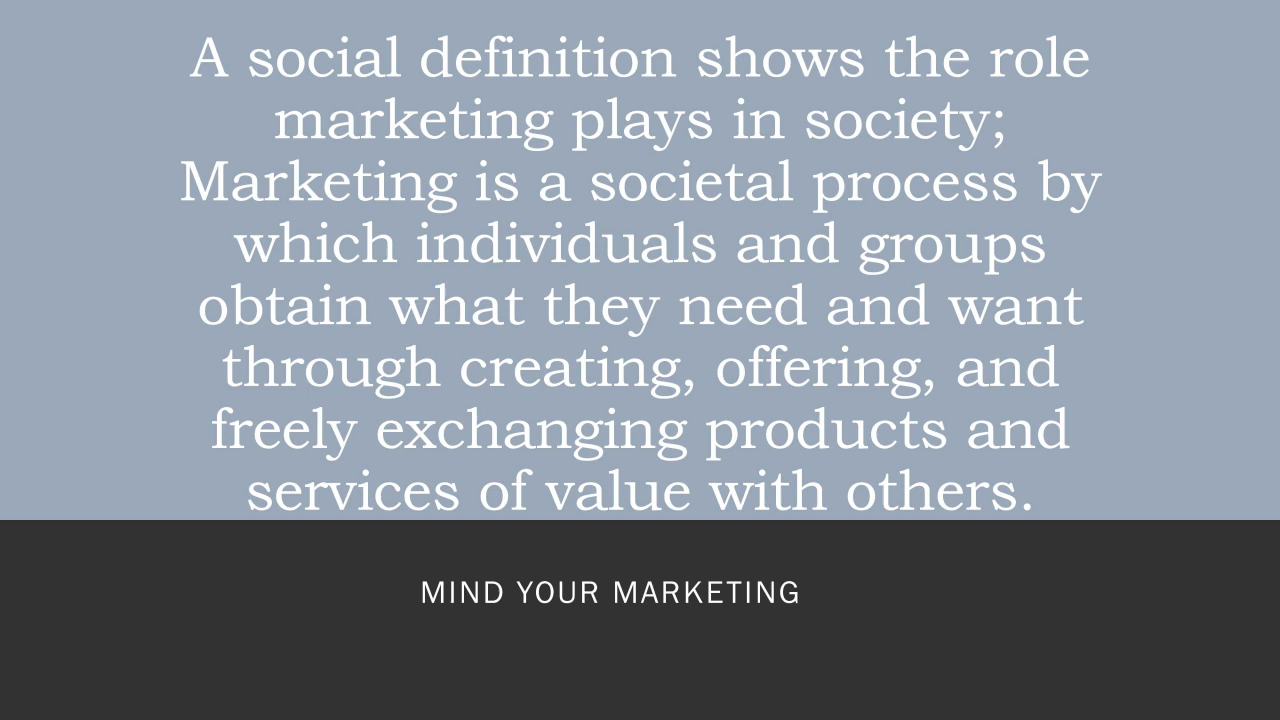 A social definition shows the role
marketing plays in society;
Marketing is a societal process by
which individuals and groups
obtain what they need and want
through creating, offering, and
freely exchanging products and
services of value with others.
MIND YOUR MARKETING